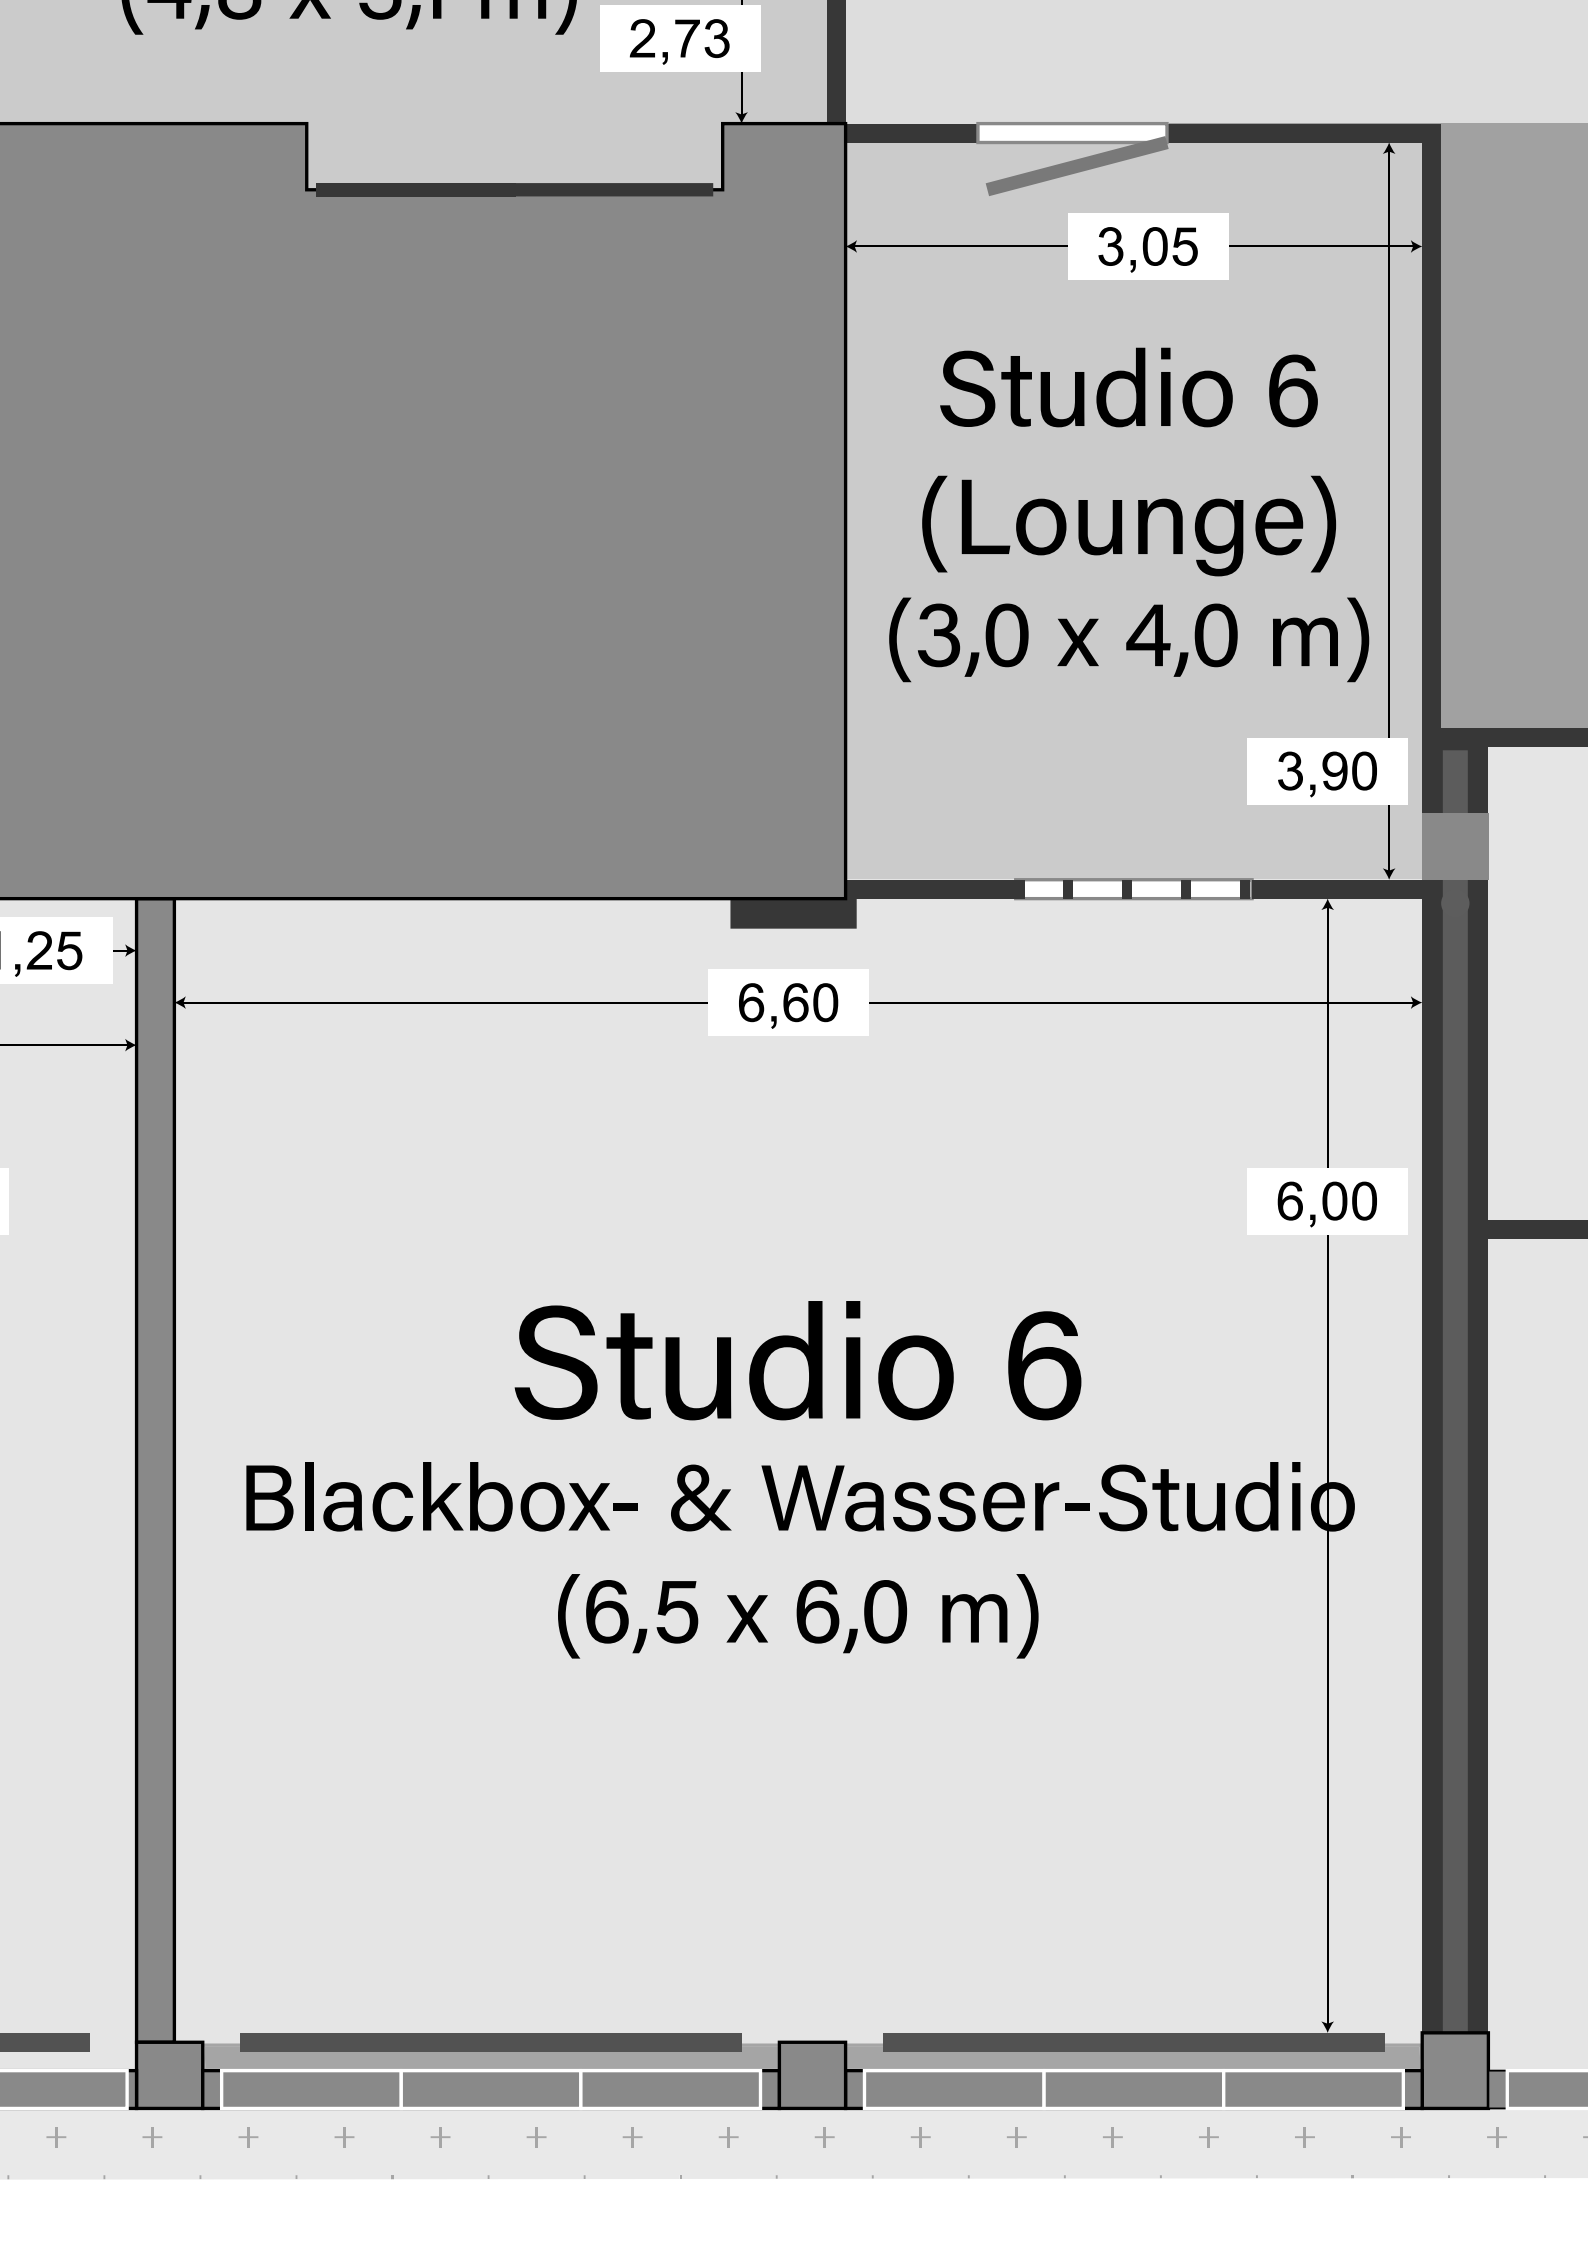 2,73
3,05
Studio 6
(Lounge)
(3,0 x 4,0 m)
3,90
,25
6,60
6,00
Studio 6
Blackbox- & Wasser-Studio
(6,5 x 6,0 m)